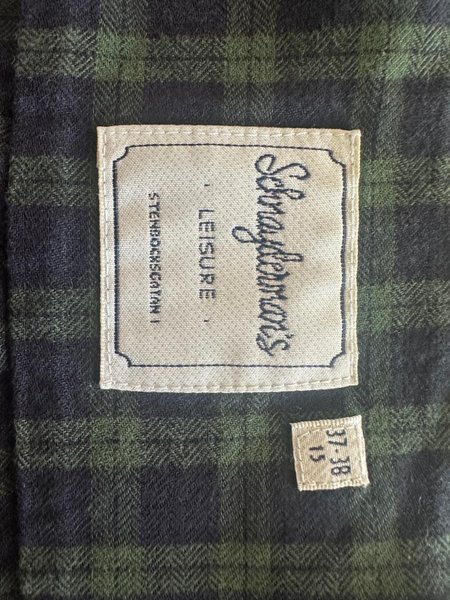 Schnayderman's
· LEISURE ·
STENBOCKSGATAN 1
37·38
15